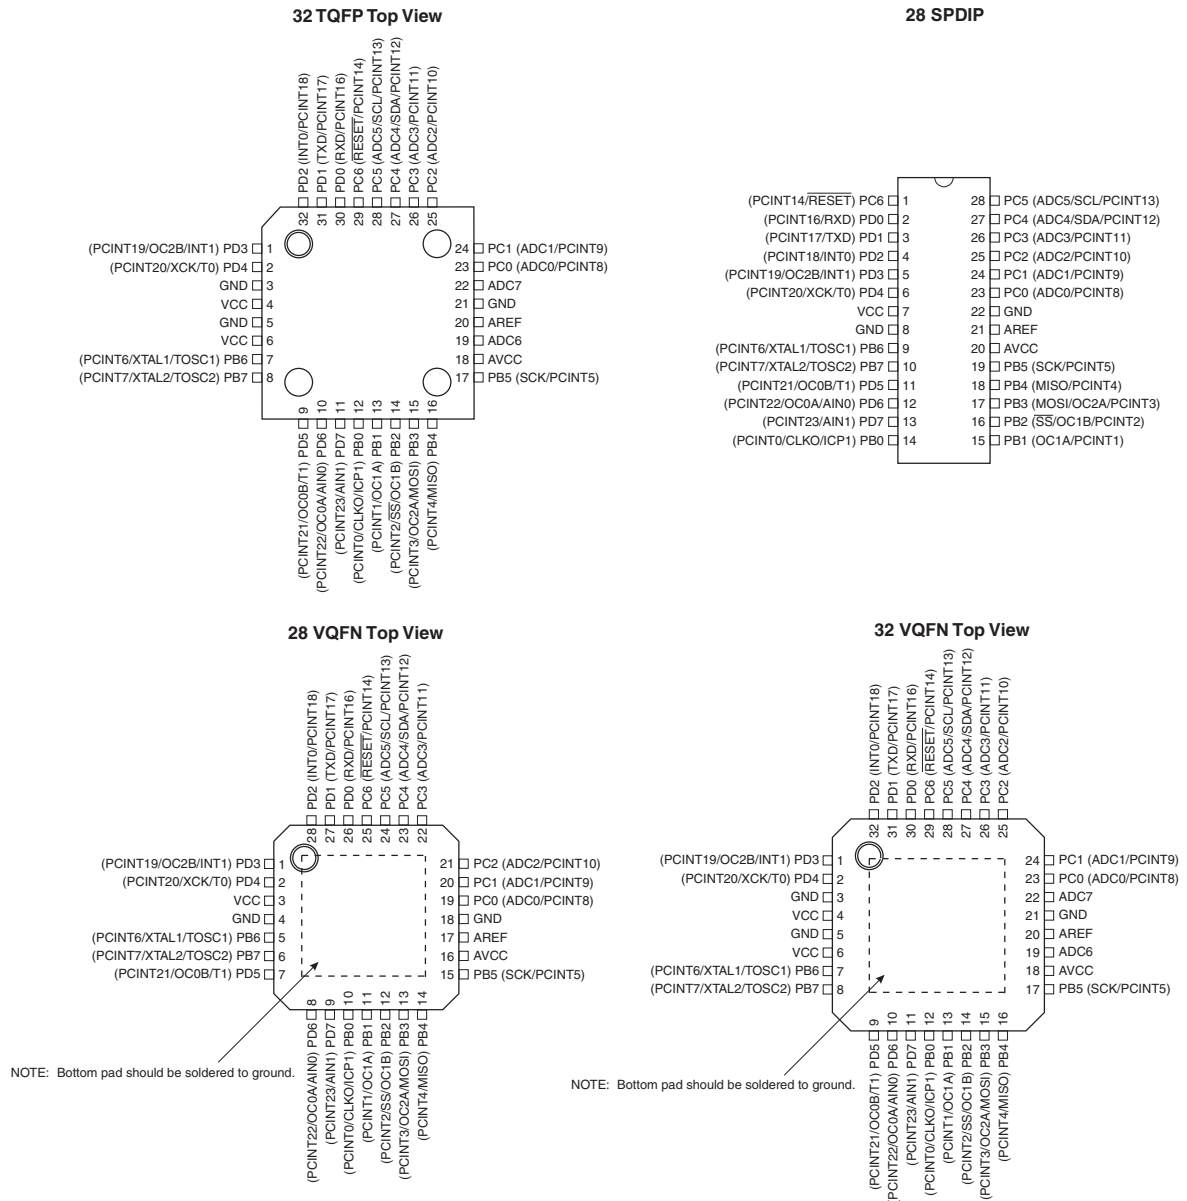 32 TQFP Top View
PD2 (INT0/PCINT18)
PD1 (TXD/PCINT17)
PD0 (RXD/PCINT16)
PC6 (RESET/PCINT14)
PC5 (ADC5/SCL/PCINT13)
PC4 (ADC4/SDA/PCINT12)
PC3 (ADC3/PCINT11)
PC2 (ADC2/PCINT10)
32 31 30 29 28 27 26 25
(PCINT19/OC2B/INT1) PD3 1
(PCINT20/XCK/T0) PD4 2
GND 3
VCC 4
GND 5
VCC 6
(PCINT6/XTAL1/TOSC1) PB6 7
(PCINT7/XTAL2/TOSC2) PB7 8
24 PC1 (ADC1/PCINT9)
23 PC0 (ADC0/PCINT8)
22 ADC7
21 GND
20 AREF
19 ADC6
18 AVCC
17 PB5 (SCK/PCINT5)
9 10 11 12 13 14 15 16
(PCINT21/OC0B/T1) PD5
(PCINT22/OC0A/AIN0) PD6
(PCINT23/AIN1) PD7
(PCINT0/CLKO/ICP1) PB0
(PCINT1/OC1A) PB1
(PCINT2/SS/OC1B) PB2
(PCINT3/OC2A/MOSI) PB3
(PCINT4/MISO) PB4
28 SPDIP
(PCINT14/RESET) PC6 1
(PCINT16/RXD) PD0 2
(PCINT17/TXD) PD1 3
(PCINT18/INT0) PD2 4
(PCINT19/OC2B/INT1) PD3 5
(PCINT20/XCK/T0) PD4 6
VCC 7
GND 8
(PCINT6/XTAL1/TOSC1) PB6 9
(PCINT7/XTAL2/TOSC2) PB7 10
(PCINT21/OC0B/T1) PD5 11
(PCINT22/OC0A/AIN0) PD6 12
(PCINT23/AIN1) PD7 13
(PCINT0/CLKO/ICP1) PB0 14
28 PC5 (ADC5/SCL/PCINT13)
27 PC4 (ADC4/SDA/PCINT12)
26 PC3 (ADC3/PCINT11)
25 PC2 (ADC2/PCINT10)
24 PC1 (ADC1/PCINT9)
23 PC0 (ADC0/PCINT8)
22 GND
21 AREF
20 AVCC
19 PB5 (SCK/PCINT5)
18 PB4 (MISO/PCINT4)
17 PB3 (MOSI/OC2A/PCINT3)
16 PB2 (SS/OC1B/PCINT2)
15 PB1 (OC1A/PCINT1)
28 VQFN Top View
PD2 (INT0/PCINT18)
PD1 (TXD/PCINT17)
PD0 (RXD/PCINT16)
PC6 (RESET/PCINT14)
PC5 (ADC5/SCL/PCINT13)
PC4 (ADC4/SDA/PCINT12)
PC3 (ADC3/PCINT11)
28 27 26 25 24 23 22
(PCINT19/OC2B/INT1) PD3 1
(PCINT20/XCK/T0) PD4 2
VCC 3
GND 4
(PCINT6/XTAL1/TOSC1) PB6 5
(PCINT7/XTAL2/TOSC2) PB7 6
(PCINT21/OC0B/T1) PD5 7
21 PC2 (ADC2/PCINT10)
20 PC1 (ADC1/PCINT9)
19 PC0 (ADC0/PCINT8)
18 GND
17 AREF
16 AVCC
15 PB5 (SCK/PCINT5)
8 9 10 11 12 13 14
(PCINT22/OC0A/AIN0) PD6
(PCINT23/AIN1) PD7
(PCINT0/CLKO/ICP1) PB0
(PCINT1/OC1A) PB1
(PCINT2/SS/OC1B) PB2
(PCINT3/OC2A/MOSI) PB3
(PCINT4/MISO) PB4
NOTE: Bottom pad should be soldered to ground.
32 VQFN Top View
PD2 (INT0/PCINT18)
PD1 (TXD/PCINT17)
PD0 (RXD/PCINT16)
PC6 (RESET/PCINT14)
PC5 (ADC5/SCL/PCINT13)
PC4 (ADC4/SDA/PCINT12)
PC3 (ADC3/PCINT11)
PC2 (ADC2/PCINT10)
32 31 30 29 28 27 26 25
(PCINT19/OC2B/INT1) PD3 1
(PCINT20/XCK/T0) PD4 2
GND 3
VCC 4
GND 5
VCC 6
(PCINT6/XTAL1/TOSC1) PB6 7
(PCINT7/XTAL2/TOSC2) PB7 8
24 PC1 (ADC1/PCINT9)
23 PC0 (ADC0/PCINT8)
22 ADC7
21 GND
20 AREF
19 ADC6
18 AVCC
17 PB5 (SCK/PCINT5)
9 10 11 12 13 14 15 16
(PCINT21/OC0B/T1) PD5
(PCINT22/OC0A/AIN0) PD6
(PCINT23/AIN1) PD7
(PCINT0/CLKO/ICP1) PB0
(PCINT1/OC1A) PB1
(PCINT2/SS/OC1B) PB2
(PCINT3/OC2A/MOSI) PB3
(PCINT4/MISO) PB4
NOTE: Bottom pad should be soldered to ground.